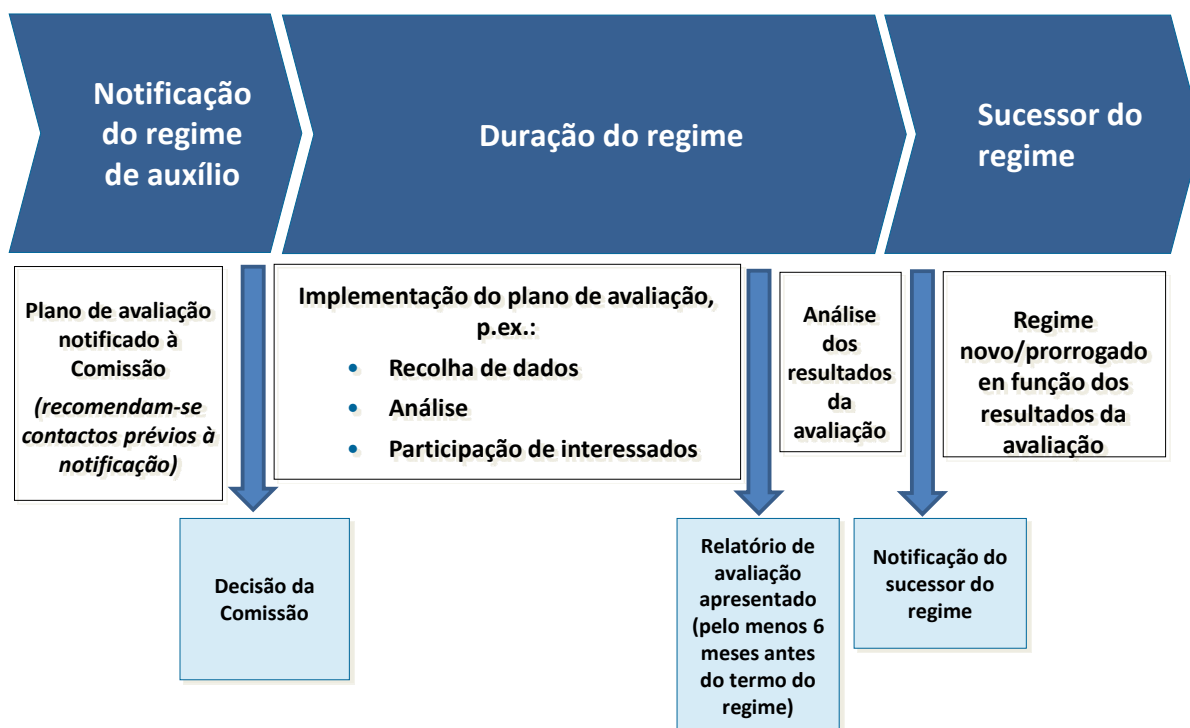 Notificação
do regime
de auxílio
Duração do regime
Sucessor do
regime
Plano de avaliação
notificado à
Comissão
(recomendam-se
contactos prévios à
notificação)
Implementação do plano de avaliação,
p.ex.:
• Recolha de dados
• Análise
• Participação de interessados
Análise
dos
resultados
da
avaliação
Regime
novo/prorrogado
en função dos
resultados da
avaliação
Decisão da
Comissão
Relatório de
avaliação
apresentado
(pelo menos 6
meses antes
do termo do
regime)
Notificação do
sucessor do
regime